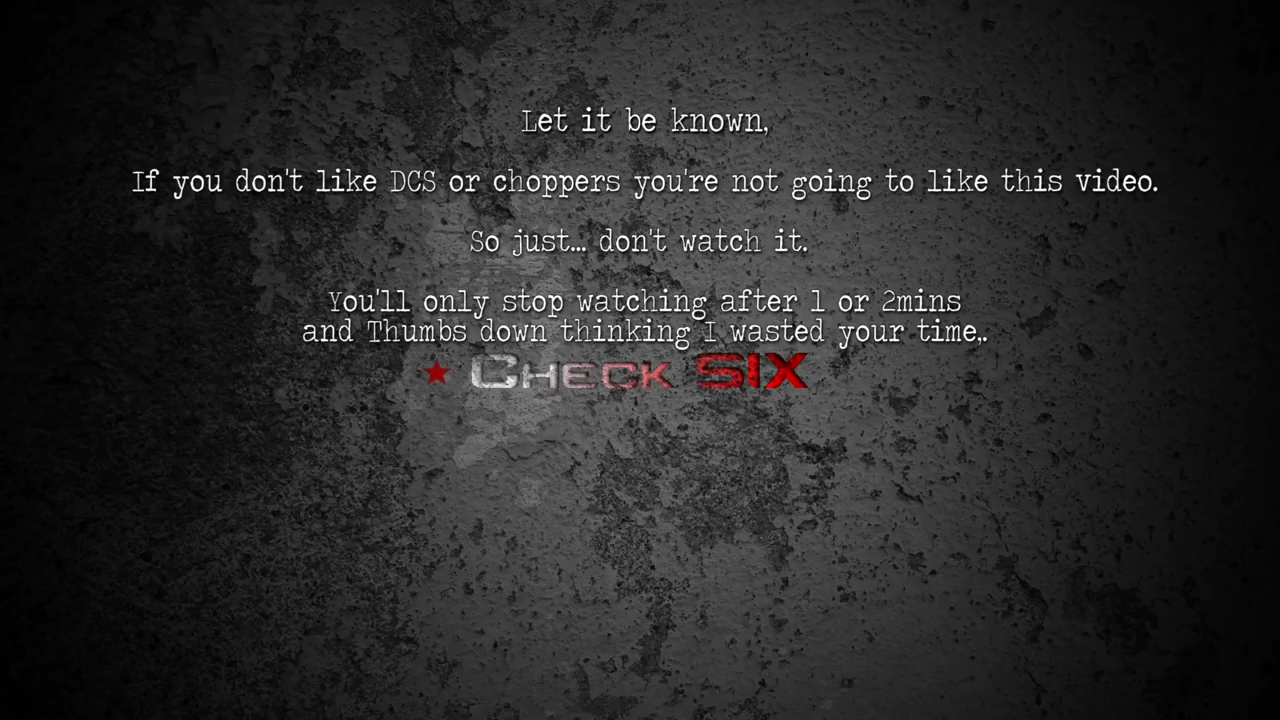 Let it be known,
If you don't like DCS or choppers you're not going to like this video.
So just... don't watch it.
You'll only stop watching after 1 or 2mins
and Thumbs down thinking I wasted your time,.
Check SIX